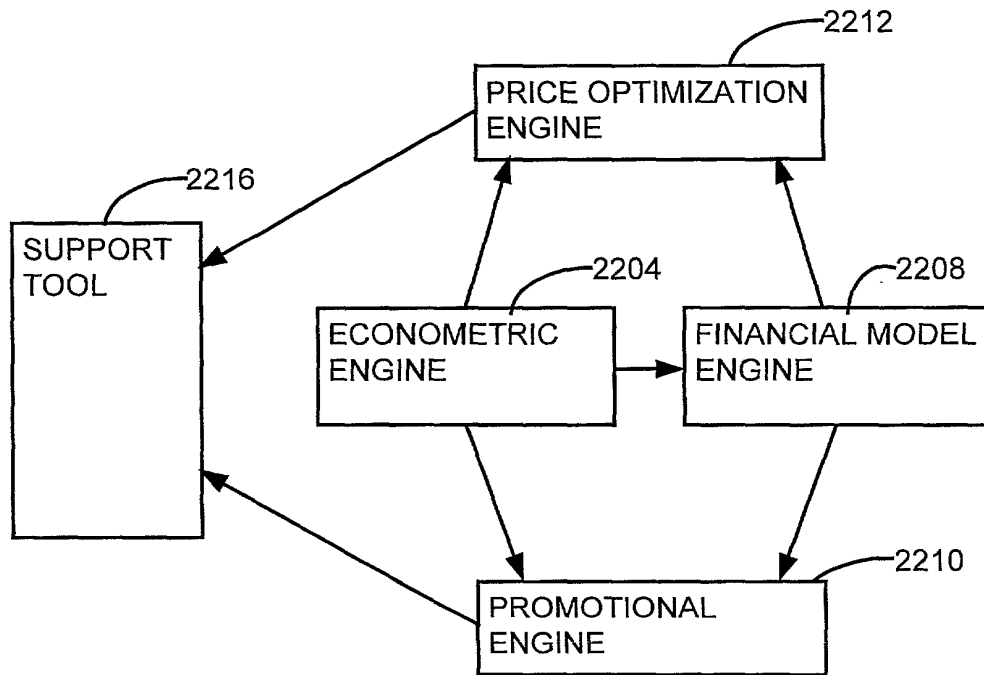 2212
PRICE OPTIMIZATION
ENGINE
2216
SUPPORT
TOOL
2204
ECONOMETRIC
ENGINE
2208
FINANCIAL MODEL
ENGINE
2210
PROMOTIONAL
ENGINE